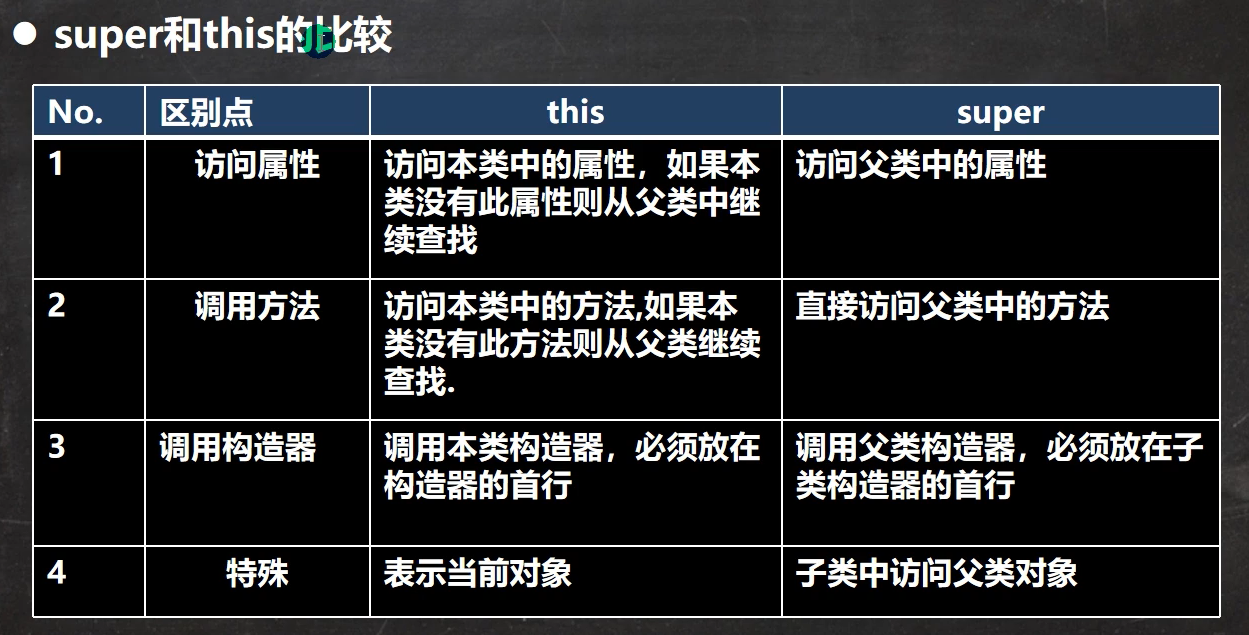 super和this的比较
No. 区别点 this super
1 访问属性 访问本类中的属性，如果本 访问父类中的属性
类没有此属性则从父类中继
续查找
2 调用方法 访问本类中的方法,如果本 直接访问父类中的方法
类没有此方法则从父类继续
查找.
3 调用构造器 调用本类构造器，必须放在 调用父类构造器，必须放在子
构造器的首行 类构造器的首行
4 特殊 表示当前对象 子类中访问父类对象